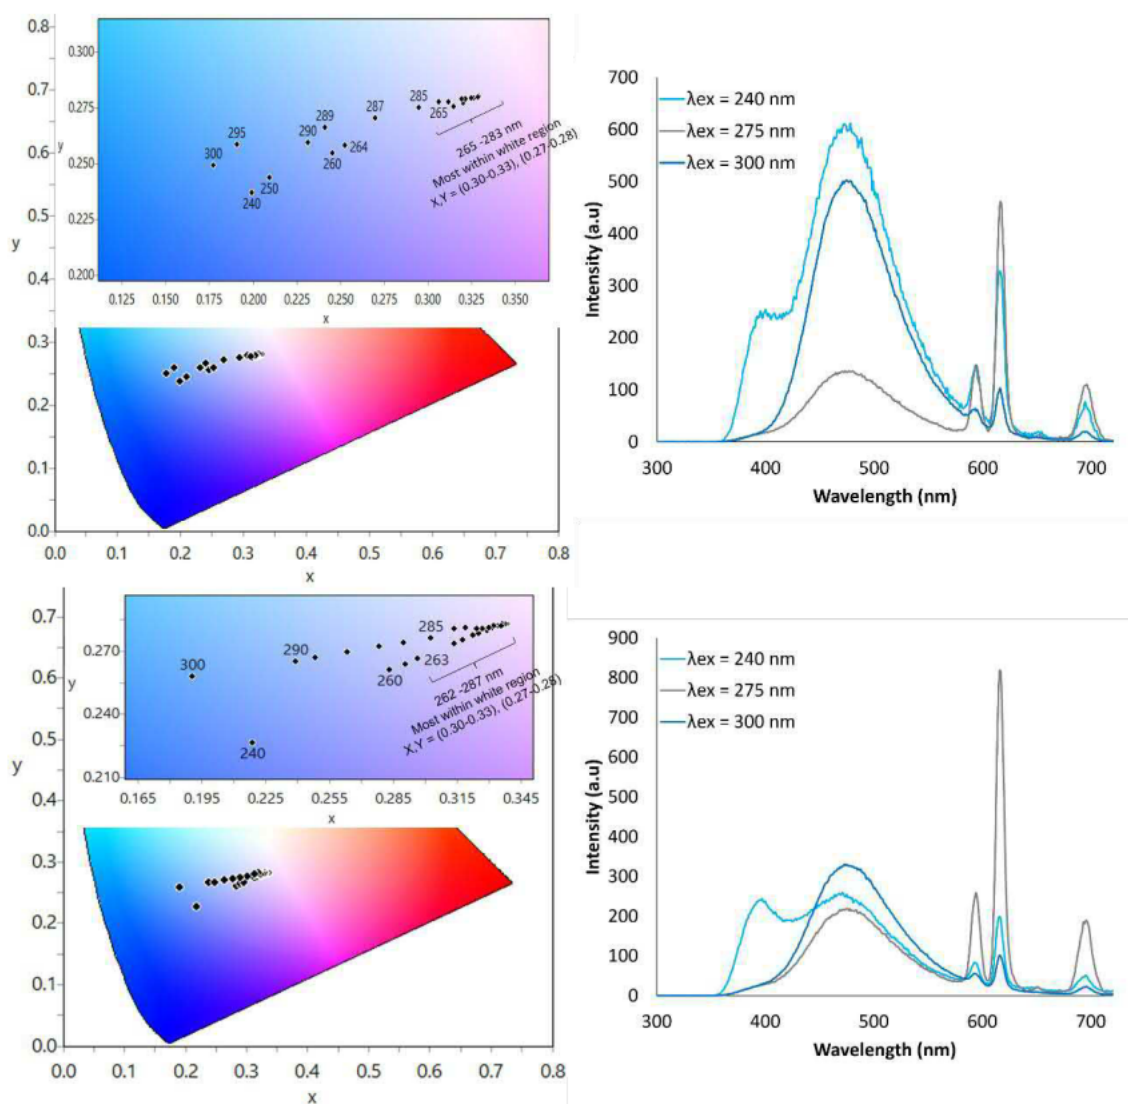 0.8
0.7
0.6
0.5
0.4
0.3
0.2
0.1
0.0
y
0.300
0.275
0.250
0.225
0.200
y
285
287
289
290
295
300
265
264
260
250
240
265 -283 nm
Most within white region
X,Y = (0.30-0.33), (0.27-0.28)
0.125 0.150 0.175 0.200 0.225 0.250 0.275 0.300 0.325 0.350
x
0.0 0.1 0.2 0.3 0.4 0.5 0.6 0.7 0.8
x
700
600
500
400
300
200
100
0
Intensity (a.u)
λex = 240 nm
λex = 275 nm
λex = 300 nm
300 400 500 600 700
Wavelength (nm)
0.7
0.6
0.5
0.4
0.3
0.2
0.1
0.0
y
0.270
0.240
0.210
y
285
290
300
263
260
240
262 -287 nm
Most within white region
X,Y = (0.30-0.33), (0.27-0.28)
0.165 0.195 0.225 0.255 0.285 0.315 0.345
x
0.0 0.1 0.2 0.3 0.4 0.5 0.6 0.7 0.8
x
900
800
700
600
500
400
300
200
100
0
Intensity (a.u)
λex = 240 nm
λex = 275 nm
λex = 300 nm
300 400 500 600 700
Wavelength (nm)